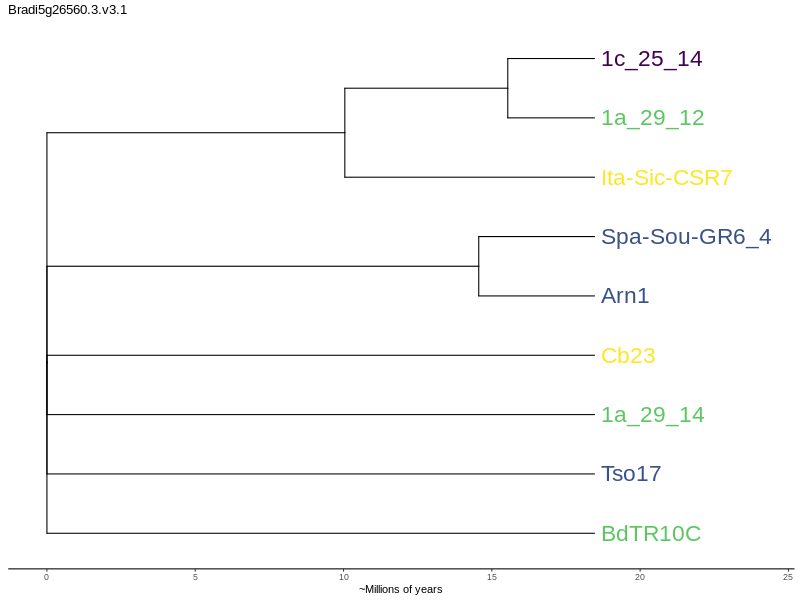 Bradi5g26560.3.v3.1
1c_25_14
1a_29_12
Ita-Sic-CSR7
Spa-Sou-GR6_4
Arn1
Cb23
1a_29_14
Tso17
BdTR10C
0 5 10 15 20 25
~Millions of years